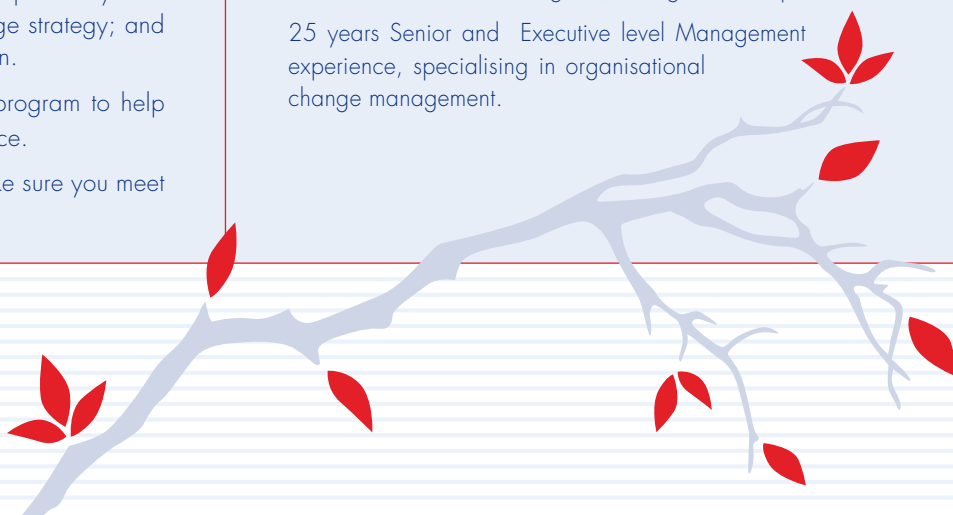 ge strategy; and
n.
program to help
ce.
e sure you meet
25 years Senior and Executive level Management
experience, specialising in organisational
change management.